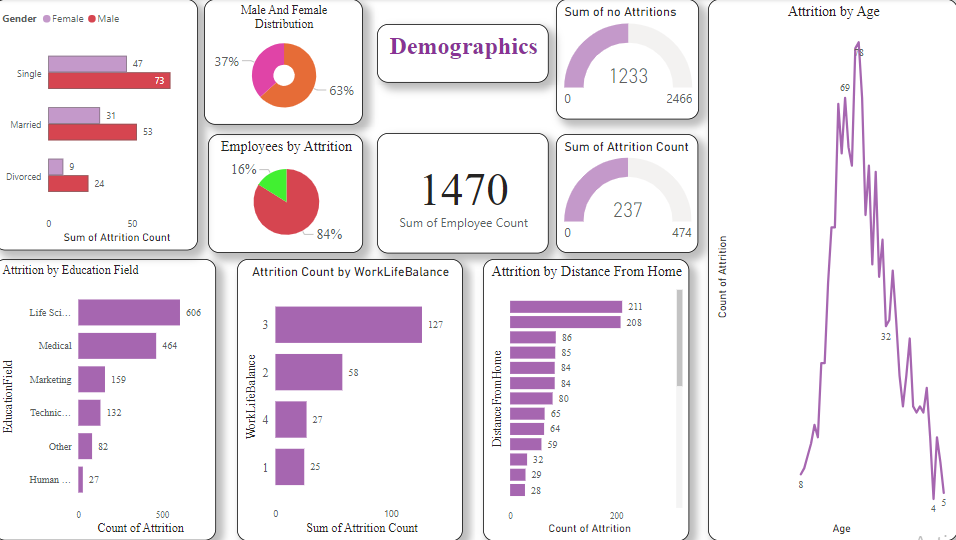 Gender Female Male
Single
47
73
Married
31
53
Divorced
9
24
0 50
Sum of Attrition Count
Male And Female
Distribution
37%
63%
Demographics
Sum of no Attritions
1233
0 2466
Employees by Attrition
16%
84%
1470
Sum of Employee Count
Sum of Attrition Count
237
0 474
Attrition by Age
Count of Attrition
8
69
78
32
4
5
Age
Attrition by Education Field
EducationField
Life Sci... 606
Medical 464
Marketing 159
Technic... 132
Other 82
Human ... 27
0 500
Count of Attrition
Attrition Count by WorkLifeBalance
WorkLifeBalance
3 127
2 58
4 27
1 25
0 100
Sum of Attrition Count
Attrition by Distance From Home
DistanceFromHome
211
208
86
85
84
84
80
65
64
59
32
29
28
0 200
Count of Attrition